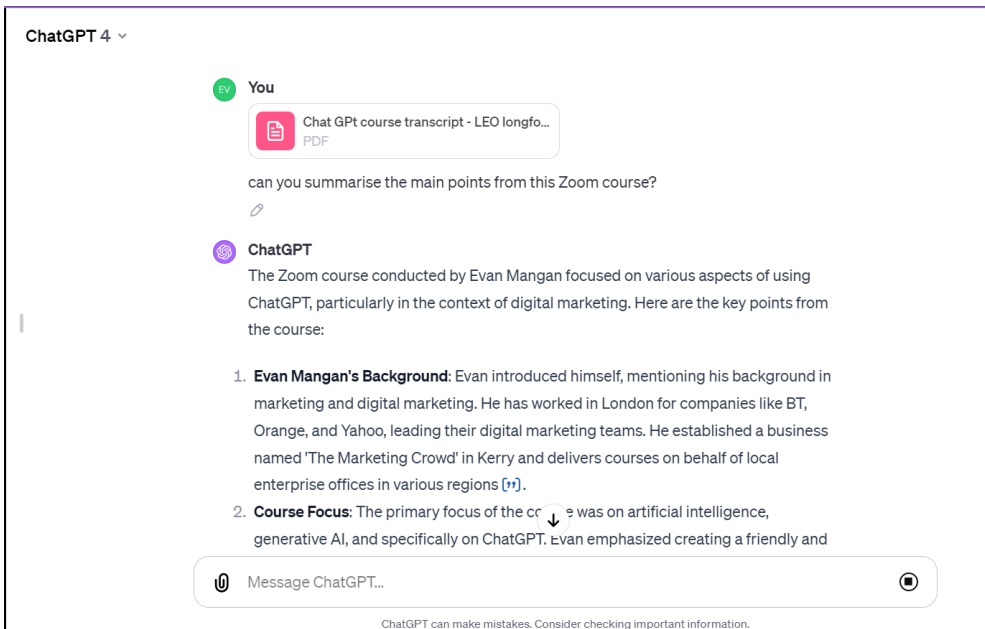 ChatGPT 4
EV You
Chat GPt course transcript - LEO longfo...
PDF
can you summarise the main points from this Zoom course?
ChatGPT
The Zoom course conducted by Evan Mangan focused on various aspects of using
ChatGPT, particularly in the context of digital marketing. Here are the key points from
the course:
1. Evan Mangan's Background: Evan introduced himself, mentioning his background in
marketing and digital marketing. He has worked in London for companies like BT,
Orange, and Yahoo, leading their digital marketing teams. He established a business
named 'The Marketing Crowd' in Kerry and delivers courses on behalf of local
enterprise offices in various regions ["].
2. Course Focus: The primary focus of the was on artificial intelligence,
generative AI, and specifically on ChatGPT. Evan emphasized creating a friendly and
Message ChatGPT...
ChatGPT can make mistakes. Consider checking important information.